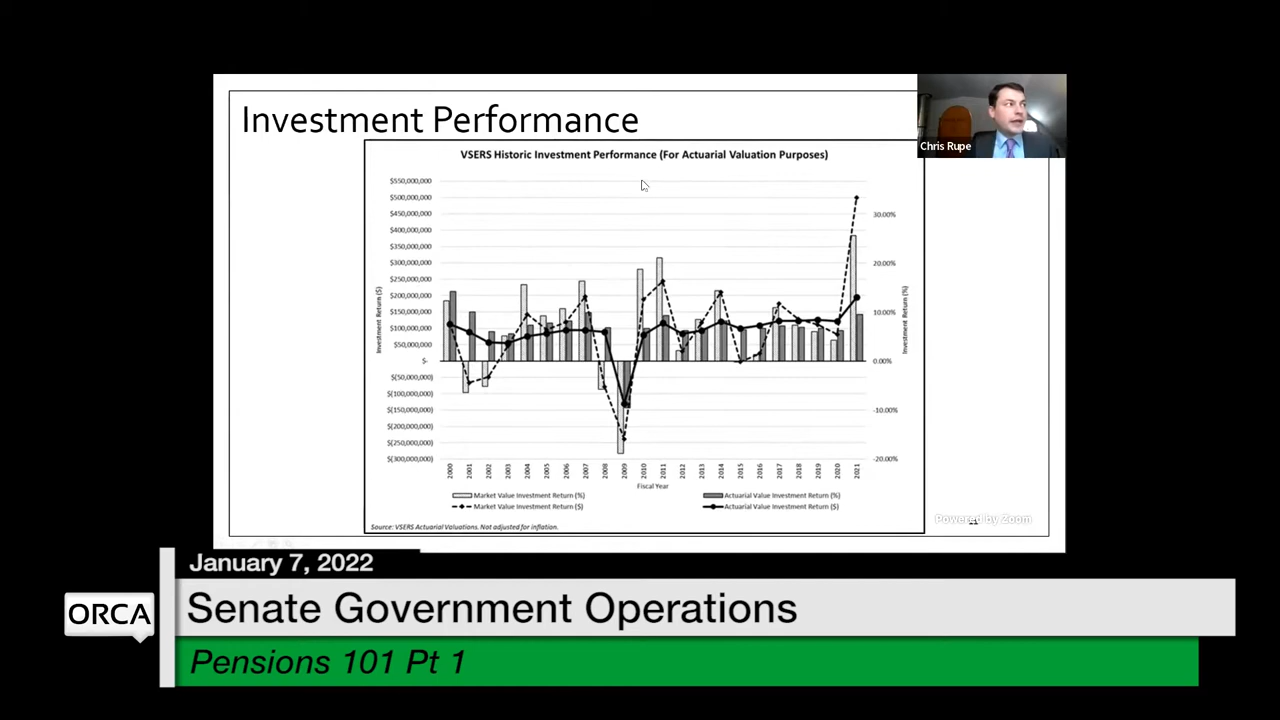 Investment Performance
Chris Rupe
VSERS Historic Investment Performance (For Actuarial Valuation Purposes)
Investment Return ($)
$550,000,000
$500,000,000
$450,000,000
$400,000,000
$350,000,000
$300,000,000
$250,000,000
$200,000,000
$150,000,000
$100,000,000
$50,000,000
$-
$(50,000,000)
$(100,000,000)
$(150,000,000)
$(200,000,000)
$(250,000,000)
$(300,000,000)
30.00%
20.00%
10.00%
0.00%
-10.00%
-20.00%
Investment Return (%)
2000 2001 2002 2003 2004 2005 2006 2007 2008 2009 2010 2011 2012 2013 2014 2015 2016 2017 2018 2019 2020 2021
Fiscal Year
Market Value Investment Return (%) Actuarial Value Investment Return (%)
Market Value Investment Return ($) Actuarial Value Investment Return ($)
Source: VSERS Actuarial Valuations. Not adjusted for inflation.
Powered by Zoom
January 7, 2022
ORCA
Senate Government Operations
Pensions 101 Pt 1